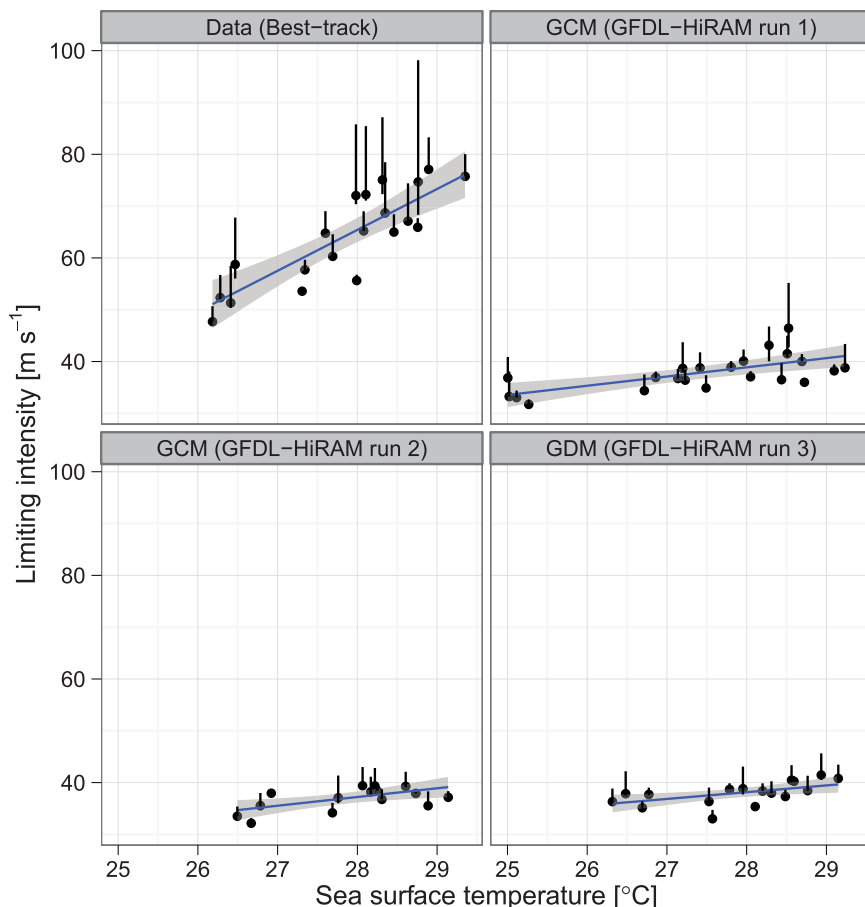 Data (Best−track)
GCM (GFDL−HiRAM run 1)
100
80
60
40
GCM (GFDL−HiRAM run 2)
GDM (GFDL−HiRAM run 3)
100
80
60
40
25 26 27 28 29
25 26 27 28 29
Sea surface temperature [°C]
Limiting intensity [m s⁻¹]